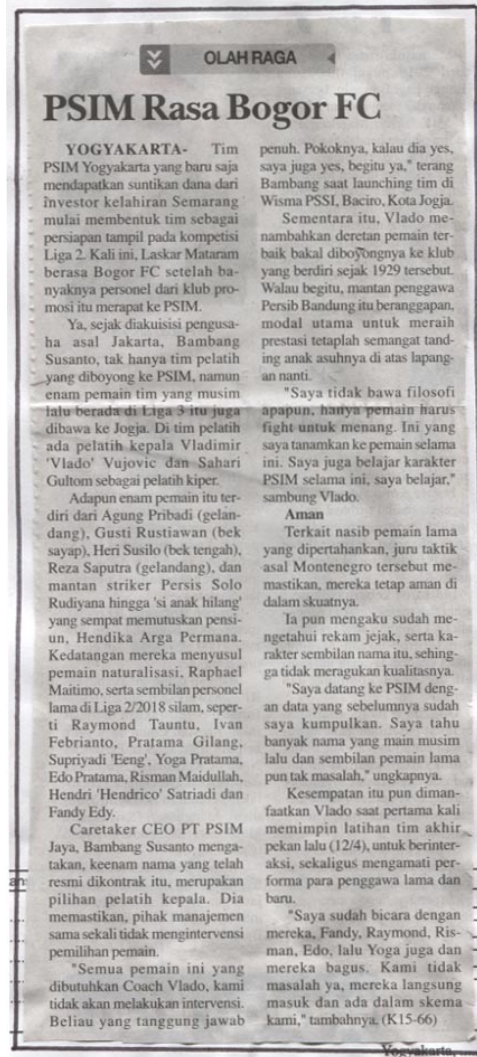 OLAH RAGA
PSIM Rasa Bogor FC
YOGYAKARTA- Tim
PSIM Yogyakarta yang baru saja
mendapatkan suntikan dana dari
investor kelahiran Semarang
mulai membentuk tim sebagai
persiapan tampil pada kompetisi
Liga 2. Kali ini, Laskar Mataram
berasa Bogor FC setelah ba-
nyaknya personel dari klub pro-
mosi itu merapat ke PSIM.
Ya, sejak diakuisisi pengusa-
ha asal Jakarta, Bambang
Susanto, tak hanya tim pelatih
yang diboyong ke PSIM, namun
enam pemain tim yang musim
lalu berada di Liga 3 itu juga
dibawa ke Jogja. Di tim pelatih
ada pelatih kepala Vladimir
'Vlado' Vujovic dan Sahari
Gultom sebagai pelatih kiper.
Adapun enam pemain itu ter-
diri dari Agung Pribadi (gelan-
dang), Gusti Rustiawan (bek
sayap), Heri Susilo (bek tengah),
Reza Saputra (gelandang), dan
mantan striker Persis Solo
Rudiyana hingga 'si anak hilang'
yang sempat memutuskan pensi-
un, Hendika Arga Permana.
Kedatangan mereka menyusul
pemain naturalisasi, Raphael
Maitimo, serta sembilan personel
lama di Liga 2/2018 silam, seper-
ti Raymond Tauntu, Ivan
Febrianto, Pratama Gilang,
Supriyadi 'Eeng', Yoga Pratama,
Edo Pratama, Risman Maidullah,
Hendri 'Hendrico' Satriadi dan
Fandy Edy.
Caretaker CEO PT PSIM
Jaya, Bambang Susanto menga-
takan, keenam nama yang telah
resmi dikontrak itu, merupakan
pilihan pelatih kepala. Dia
memastikan, pihak manajemen
sama sekali tidak mengintervensi
pemilihan pemain.
"Semua pemain ini yang
dibutuhkan Coach Vlado, kami
tidak akan melakukan intervensi.
Beliau yang tanggung jawab
penuh. Pokoknya, kalau dia yes,
saya juga yes, begitu ya," terang
Bambang saat launching tim di
Wisma PSSI, Baciro, Kota Jogja.
Sementara itu, Vlado me-
nambahkan deretan pemain ter-
baik bakal diboyongnya ke klub
yang berdiri sejak 1929 tersebut.
Walau begitu, mantan penggawa
Persib Bandung itu beranggapan,
modal utama untuk meraih
prestasi tetaplah semangat tand-
ing anak asuhnya di atas lapang-
an nanti.
"Saya tidak bawa filosofi
apapun, hanya pemain harus
fight untuk menang. Ini yang
saya tanamkan ke pemain selama
ini. Saya juga belajar karakter
PSIM selama ini, saya belajar,"
sambung Vlado.
Aman
Terkait nasib pemain lama
yang dipertahankan, juru taktik
asal Montenegro tersebut me-
mastikan, mereka tetap aman di
dalam skuatnya.
Ia pun mengaku sudah me-
ngetahui rekam jejak, serta ka-
rakter sembilan nama itu, sehing-
ga tidak meragukan kualitasnya.
"Saya datang ke PSIM deng-
an data yang sebelumnya sudah
saya kumpulkan. Saya tahu
banyak nama yang main musim
lalu dan sembilan pemain lama
pun tak masalah," ungkapnya.
Kesempatan itu pun diman-
faatkan Vlado saat pertama kali
memimpin latihan tim akhir
pekan lalu (12/4), untuk berinter-
aksi, sekaligus mengamati per-
forma para penggawa lama dan
baru.
"Saya sudah bicara dengan
mereka, Fandy, Raymond, Ris-
man, Edo, lalu Yoga juga dan
mereka bagus. Kami tidak
masalah ya, mereka langsung
masuk dan ada dalam skema
kami," tambahnya. (K15-66)
an
Yogyakarta,